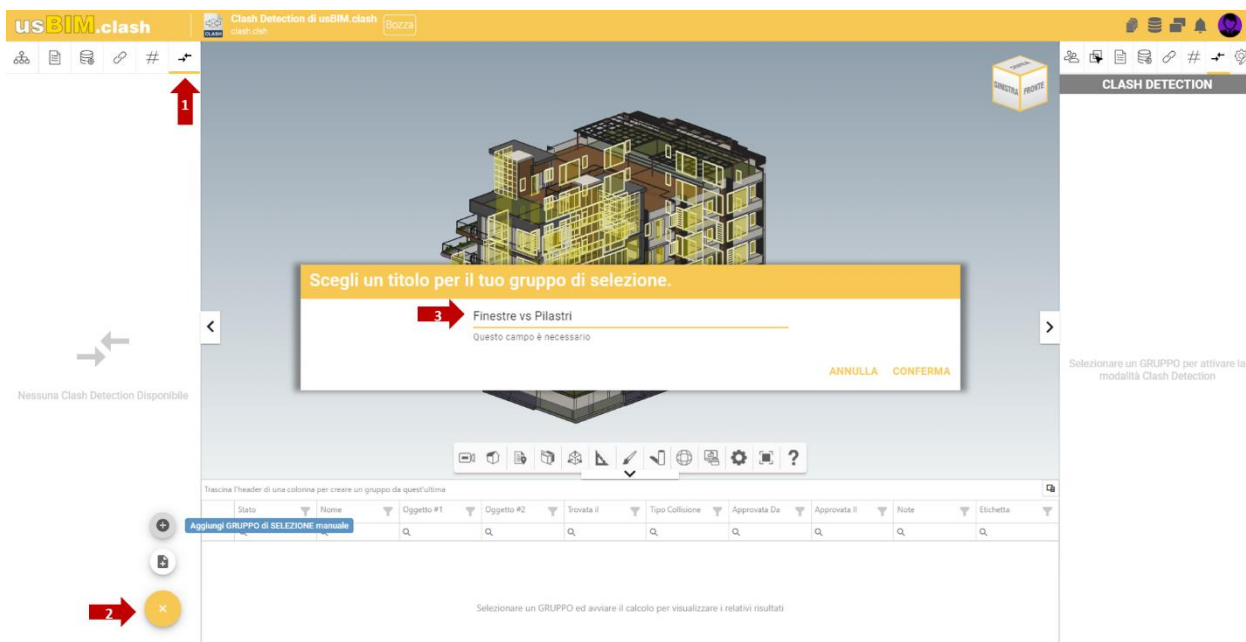 usBIM.clash
CLASH
Clash Detection di usBIM.clash
clash.clsh
Bozza
1
CLASH DETECTION
SINISTRA
FRONTE
Scegli un titolo per il tuo gruppo di selezione.
3
Finestre vs Pilastri
Questo campo è necessario
ANNULLA CONFERMA
Nessuna Clash Detection Disponibile
Selezionare un GRUPPO per attivare la
modalità Clash Detection
Trascina l'header di una colonna per creare un gruppo da quest'ultima
Stato Nome Oggetto #1 Oggetto #2 Trovata il Tipo Collisione Approvata Da Approvata Il Note Etichetta
Aggiungi GRUPPO di SELEZIONE manuale
2
Selezionare un GRUPPO ed avviare il calcolo per visualizzare i relativi risultati